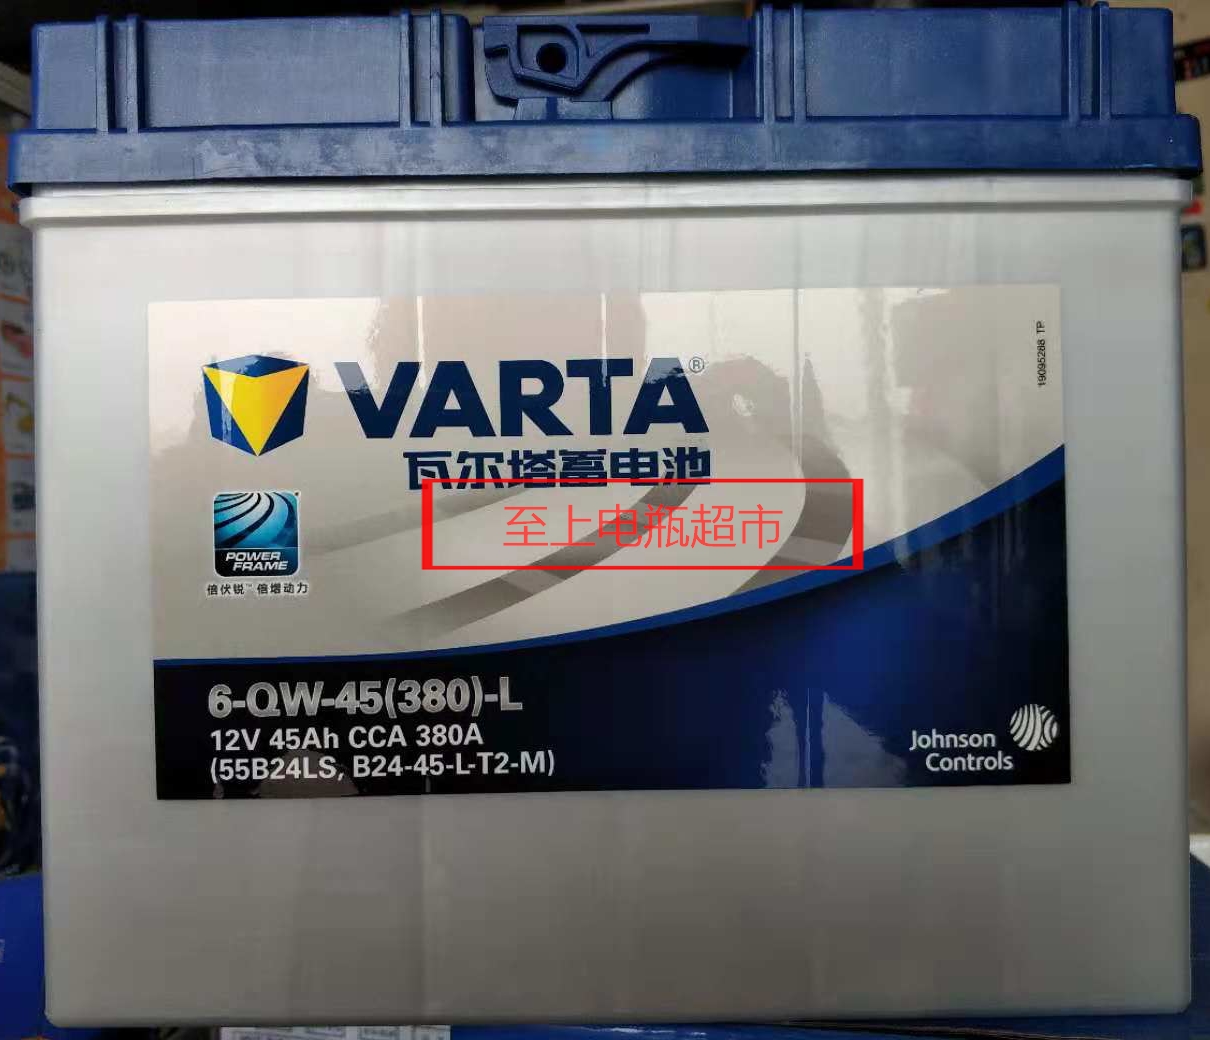 19095288 TP
VARTA®
瓦尔塔蓄电池
至上电瓶超市
POWER
FRAME
倍伏锐™ 倍增动力
6-QW-45(380)-L
12V 45Ah CCA 380A
(55B24LS, B24-45-L-T2-M)
Johnson
Controls